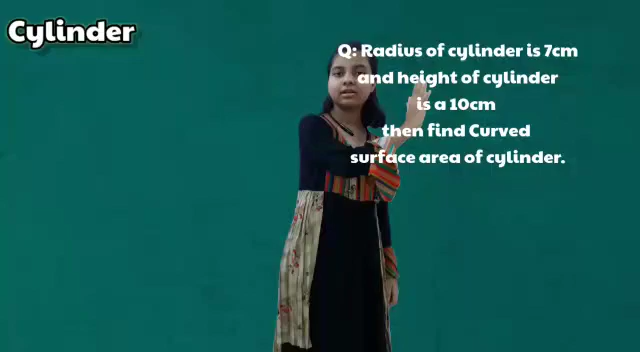 Cylinder
Q: Radius of cylinder is 7cm
and height of cylinder
is a 10cm
then find Curved
surface area of cylinder.